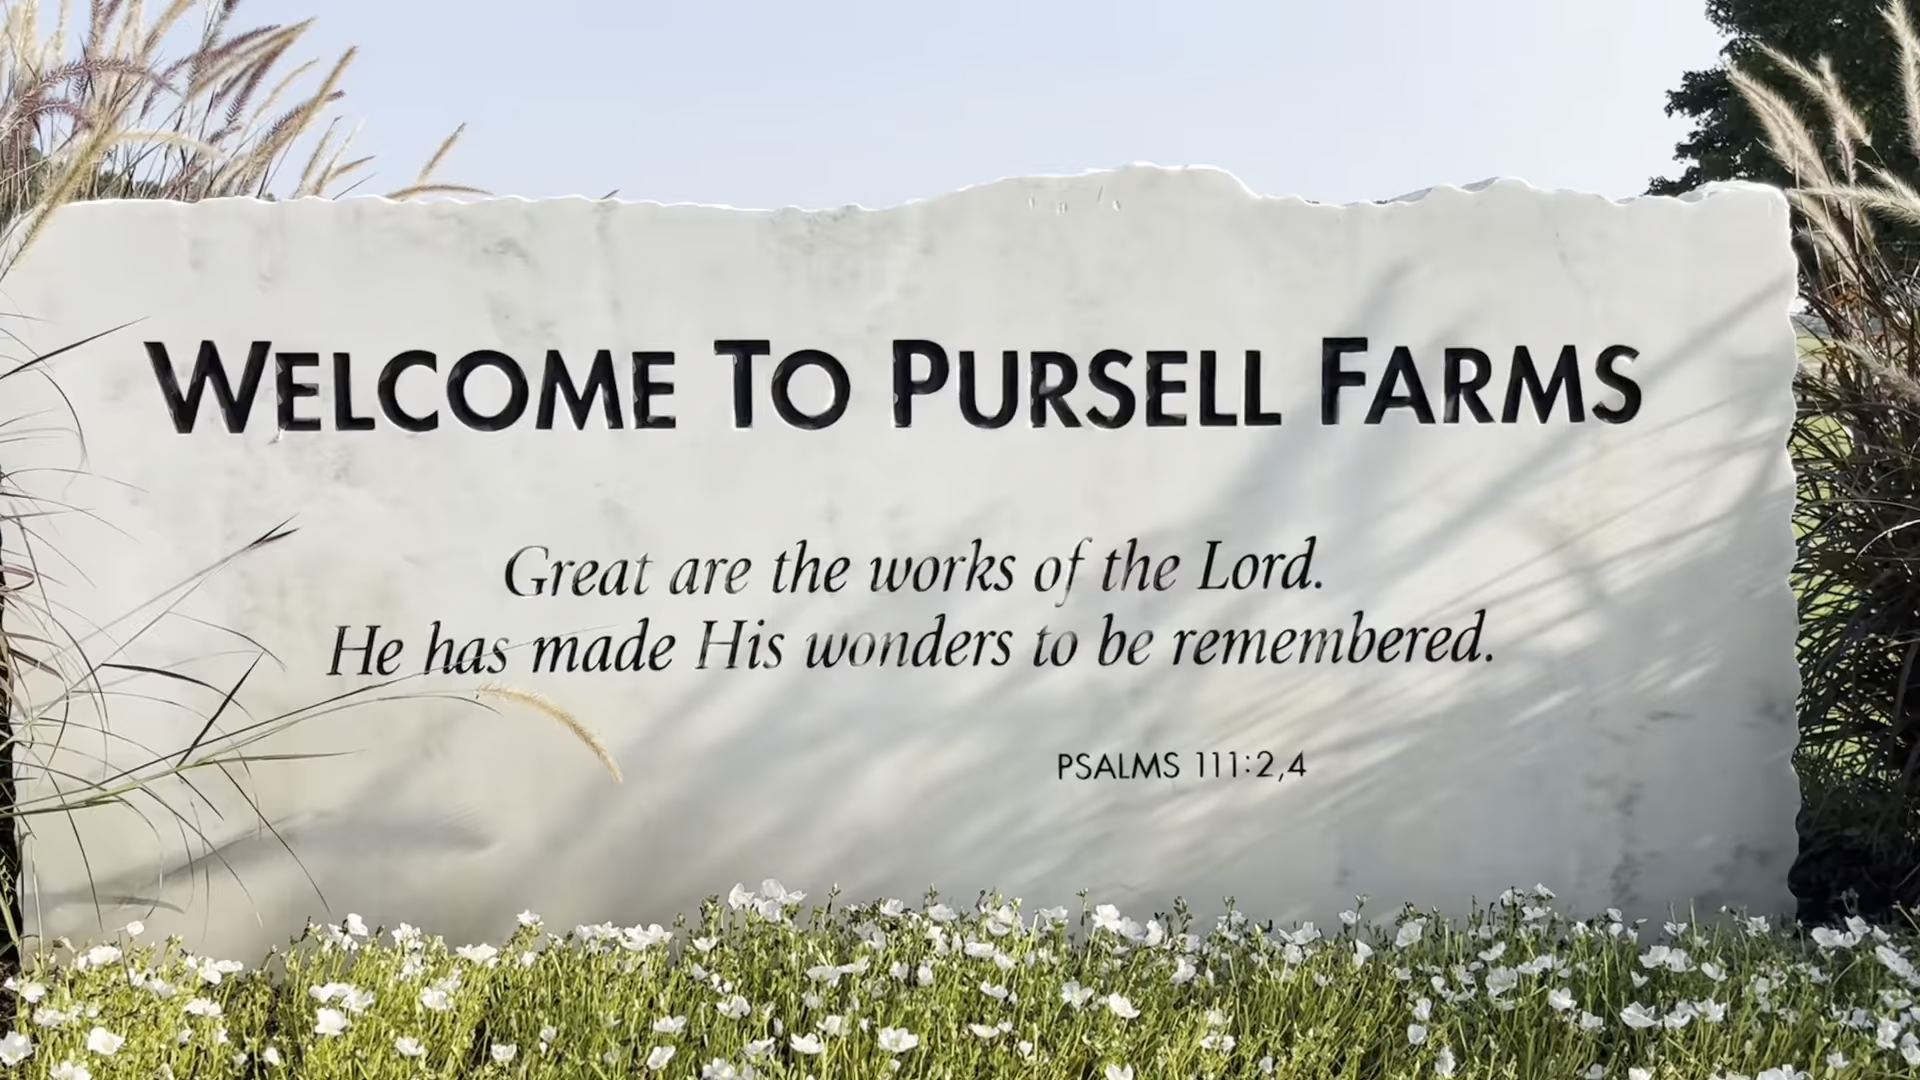 WELCOME TO PURSELL FARMS
Great are the works of the Lord.
He has made His wonders to be remembered.
PSALMS 111:2,4